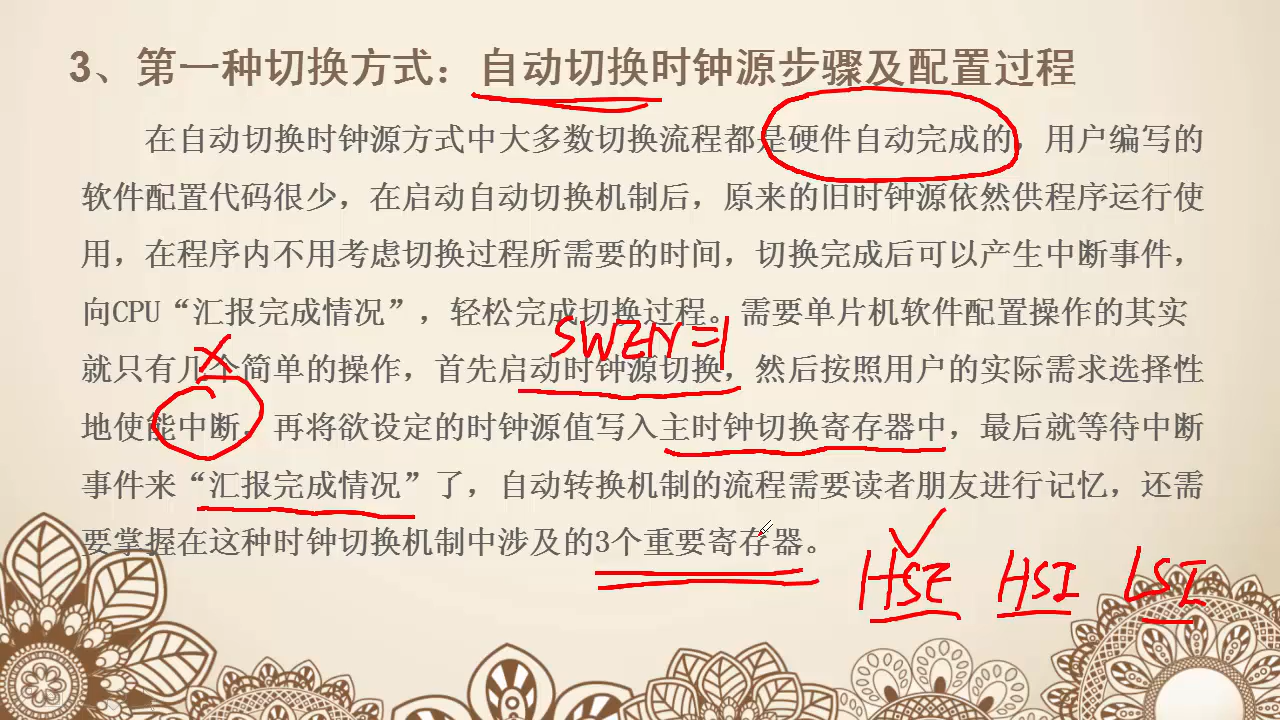 3、第一种切换方式：自动切换时钟源步骤及配置过程
在自动切换时钟源方式中大多数切换流程都是硬件自动完成的，用户编写的
软件配置代码很少，在启动自动切换机制后，原来的旧时钟源依然供程序运行使
用，在程序内不用考虑切换过程所需要的时间，切换完成后可以产生中断事件，
向CPU“汇报完成情况”，轻松完成切换过程。需要单片机软件配置操作的其实
SWEN=1
就只有几个简单的操作，首先启动时钟源切换，然后按照用户的实际需求选择性
地使能中断，再将欲设定的时钟源值写入主时钟切换寄存器中，最后就等待中断
事件来“汇报完成情况”了，自动转换机制的流程需要读者朋友进行记忆，还需
要掌握在这种时钟切换机制中涉及的3个重要寄存器。
HSE HSI LSI